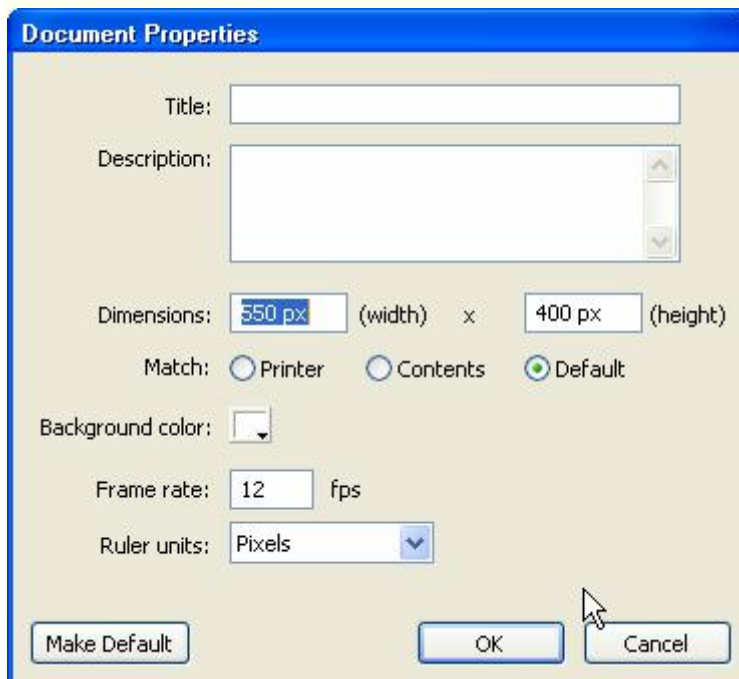 Document Properties
Title:
Description:
Dimensions: 550 px (width) x 400 px (height)
Match: Printer Contents Default
Background color:
Frame rate: 12 fps
Ruler units: Pixels
Make Default OK Cancel